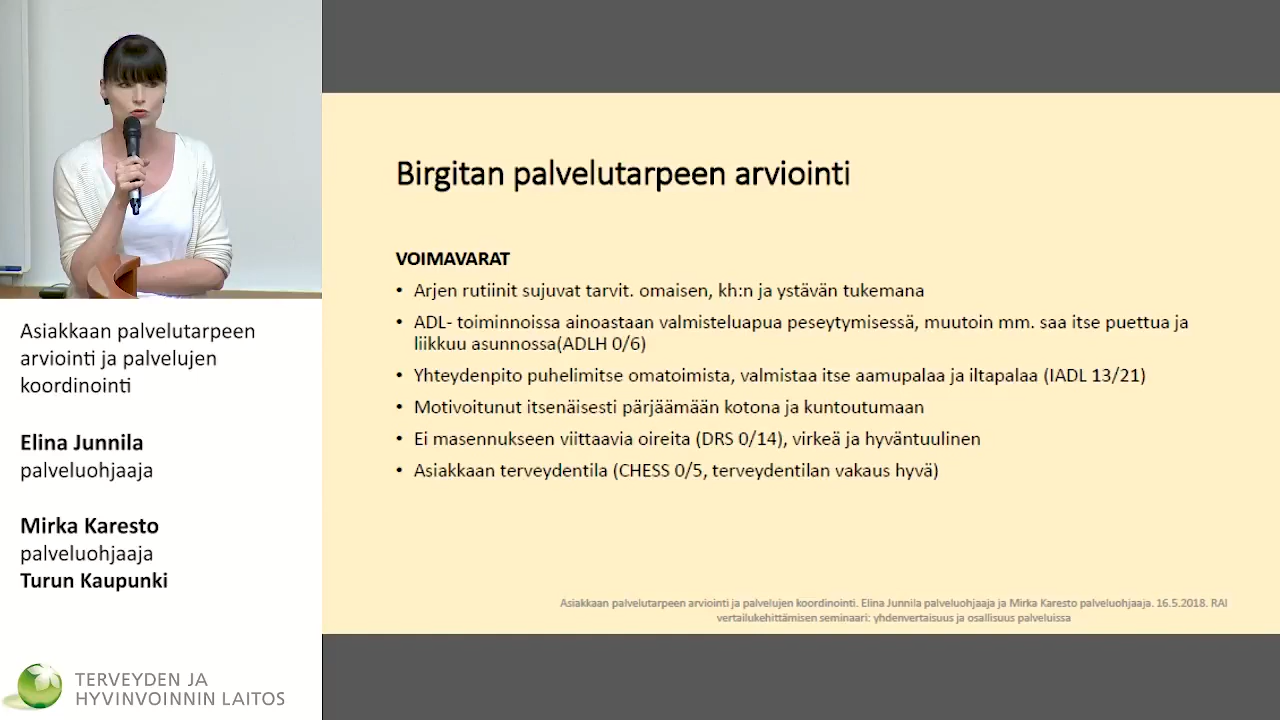 Asiakkaan palvelutarpeen
arviointi ja palvelujen
koordinointi
Elina Junnila
palveluohjaaja
Mirka Karesto
palveluohjaaja
Turun Kaupunki
TERVEYDEN JA
HYVINVOINNIN LAITOS
Birgitan palvelutarpeen arviointi
VOIMAVARAT
• Arjen rutiinit sujuvat tarvit. omaisen, kh:n ja ystävän tukemana
• ADL- toiminnoissa ainoastaan valmisteluapua peseytymisessä, muutoin mm. saa itse puettua ja
liikkuu asunnossa(ADLH 0/6)
• Yhteydenpito puhelimitse omatoimista, valmistaa itse aamupalaa ja iltapalaa (IADL 13/21)
• Motivoitunut itsenäisesti pärjäämään kotona ja kuntoutumaan
• Ei masennukseen viittaavia oireita (DRS 0/14), virkeä ja hyväntuulinen
• Asiakkaan terveydentila (CHESS 0/5, terveydentilan vakaus hyvä)
Asiakkaan palvelutarpeen arviointi ja palvelujen koordinointi. Elina Junnila palveluohjaaja ja Mirka Karesto palveluohjaaja. 16.5.2018. RAI
vertailukehittämisen seminaari: yhdenvertaisuus ja osallisuus palveluissa